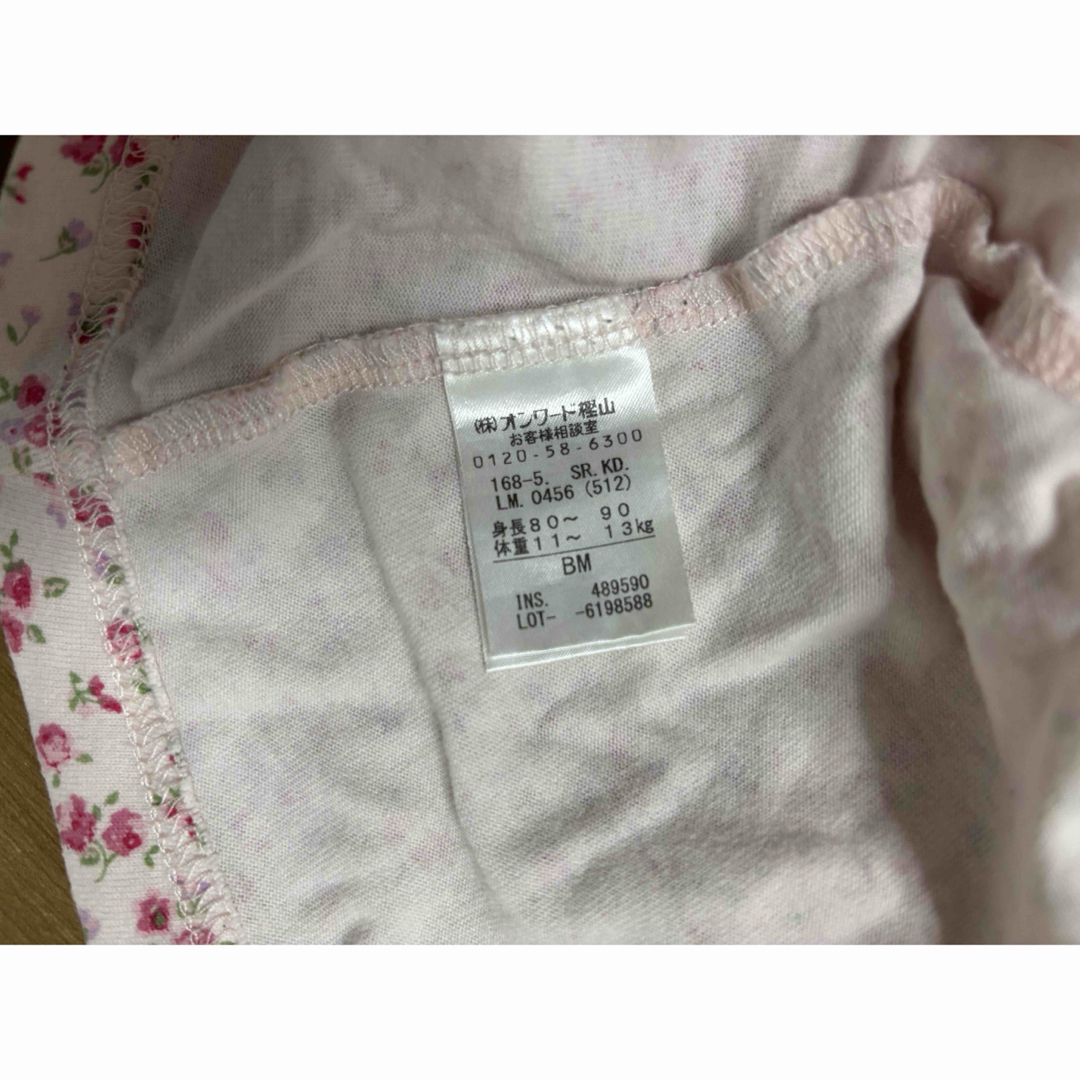 (株)オンワード樫山
お客様相談室
0120-58-6300
168-5. SR.KD.
LM.0456 (512)
身長80～ 90
体重11～ 13kg
BM
INS. 489590
LOT- -6198588